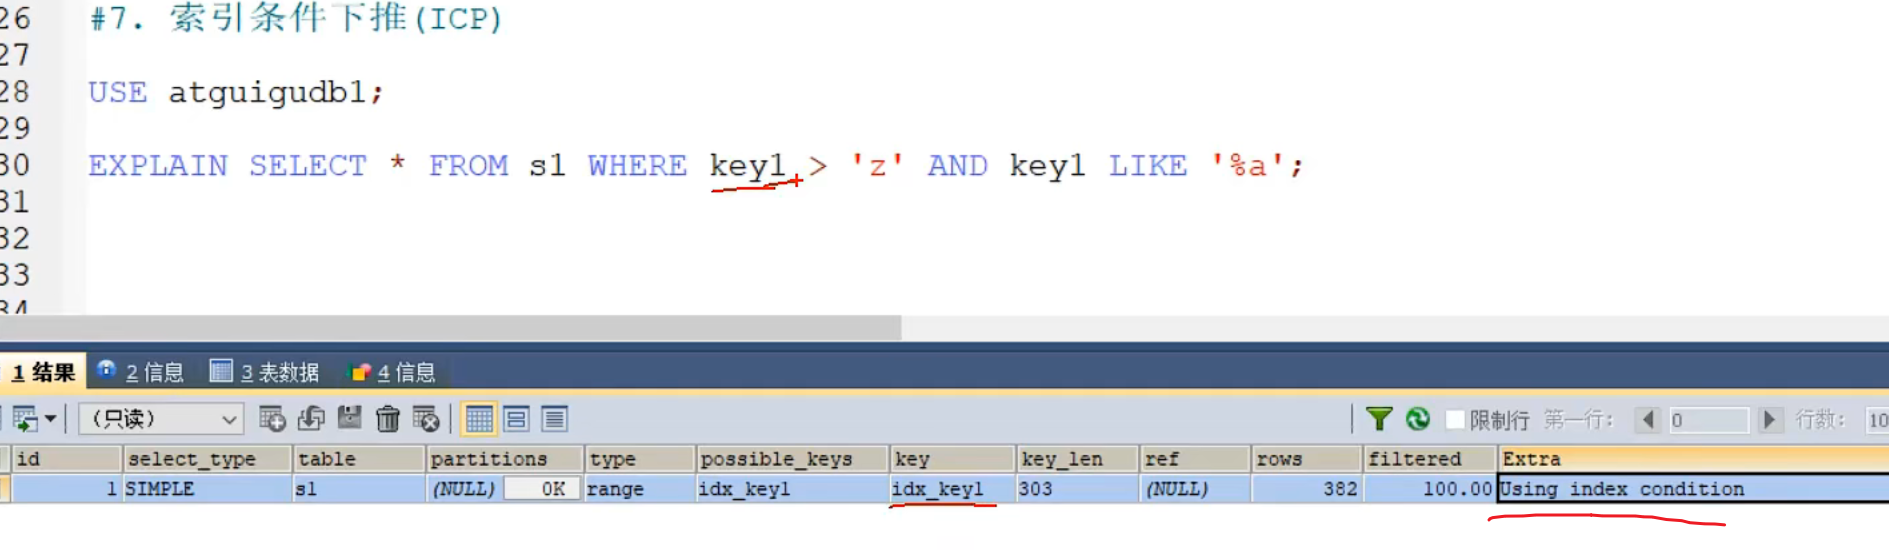 26 #7. 索引条件下推(ICP)
27
28 USE atguigudb1;
29
30 EXPLAIN SELECT * FROM s1 WHERE key1 > 'z' AND key1 LIKE '%a';
31
32
33
34
1 结果 2 信息 3 表数据 4 信息
(只读) 限制行 第一行: 0 行数: 10
id select_type table partitions type possible_keys key key_len ref rows filtered Extra
1 SIMPLE s1 (NULL) 0K range idx_key1 idx_key1 303 (NULL) 382 100.00 Using index condition